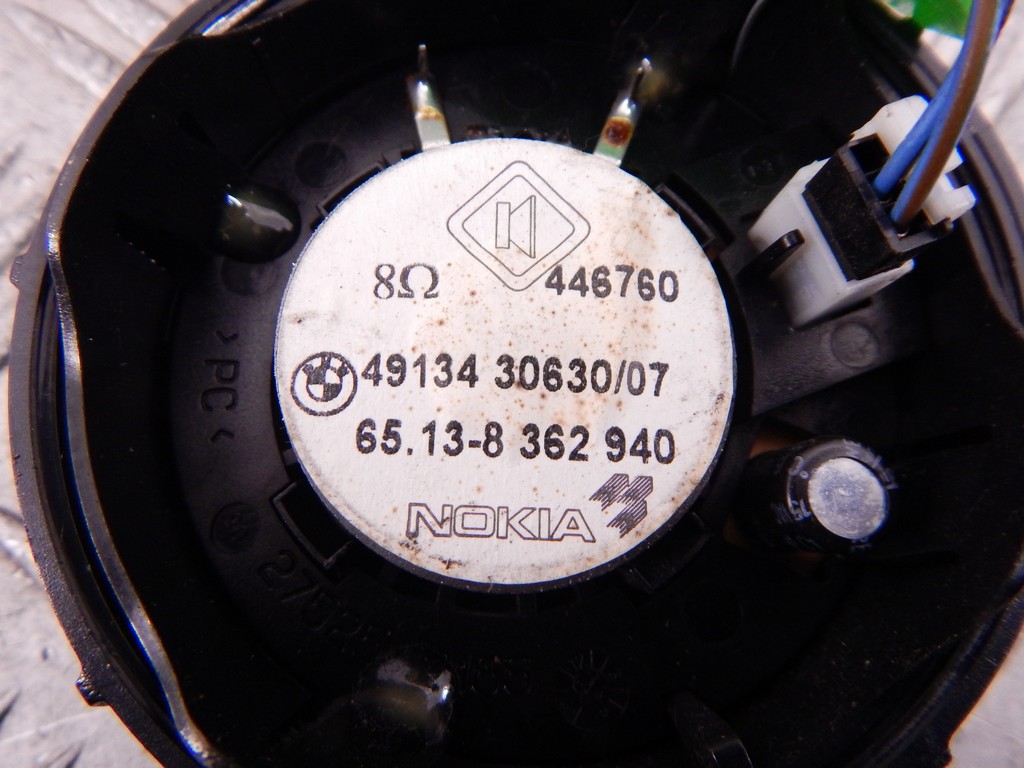 8Ω 446760
49134 30630/07
65.13-8 362 940
NOKIA
>PC<